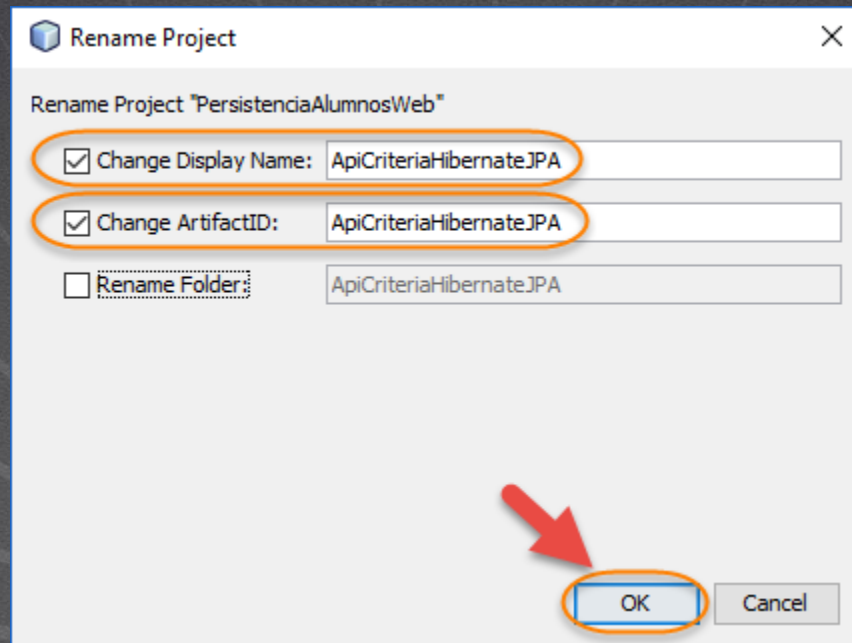 Rename Project
Rename Project "PersistenciaAlumnosWeb"
Change Display Name: ApiCriteriaHibernateJPA
Change ArtifactID: ApiCriteriaHibernateJPA
Rename Folder: ApiCriteriaHibernateJPA
OK Cancel